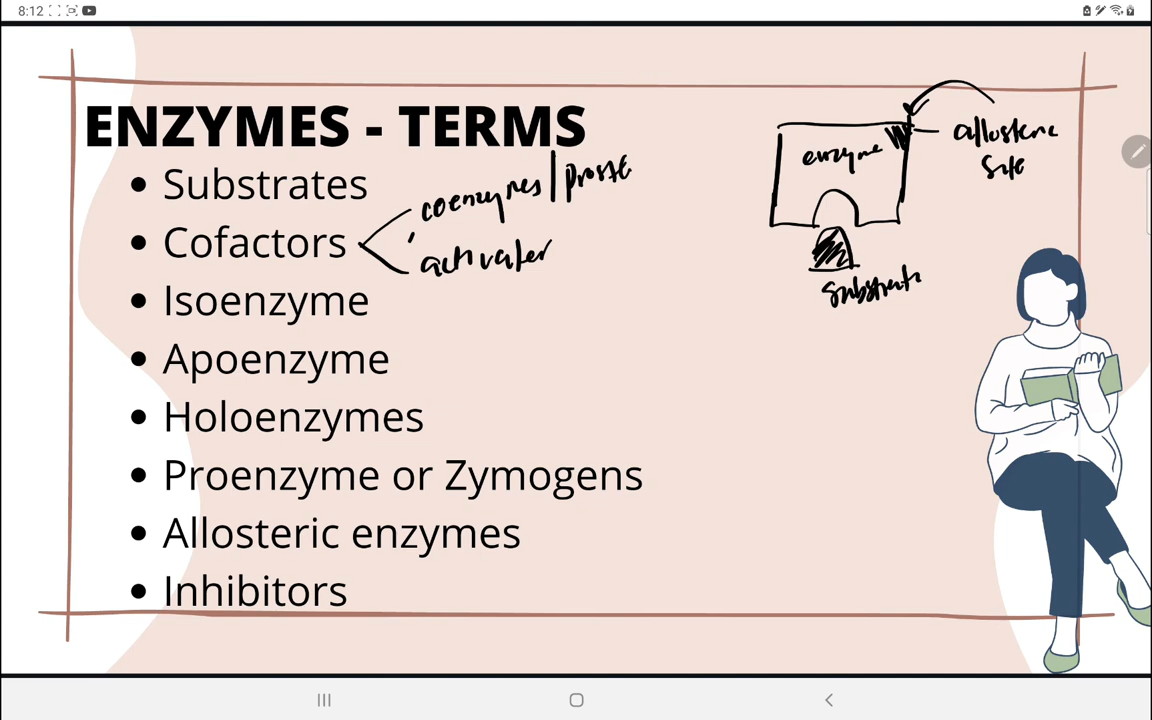 8:12
ENZYMES - TERMS
Substrates
coenzymes/prost
Cofactors
activator
Isoenzyme
Apoenzyme
Holoenzymes
Proenzyme or Zymogens
Allosteric enzymes
Inhibitors
enzyme
allosteric
site
substrate